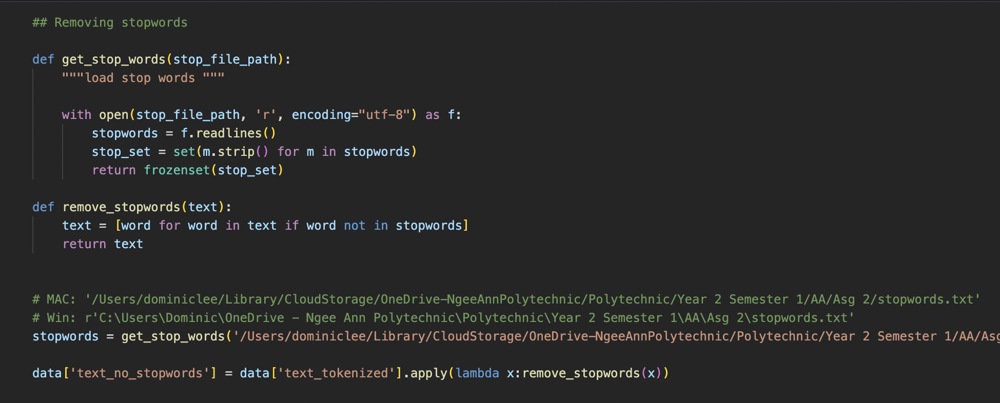 ## Removing stopwords
def get_stop_words(stop_file_path):
"""load stop words """
with open(stop_file_path, 'r', encoding="utf-8") as f:
stopwords = f.readlines()
stop_set = set(m.strip() for m in stopwords)
return frozenset(stop_set)
def remove_stopwords(text):
text = [word for word in text if word not in stopwords]
return text
# MAC: '/Users/dominiclee/Library/CloudStorage/OneDrive-NgeeAnnPolytechnic/Polytechnic/Year 2 Semester 1/AA/Asg 2/stopwords.txt'
# Win: r'C:\Users\Dominic\OneDrive - Ngee Ann Polytechnic\Polytechnic\Year 2 Semester 1\AA\Asg 2\stopwords.txt'
stopwords = get_stop_words('/Users/dominiclee/Library/CloudStorage/OneDrive-NgeeAnnPolytechnic/Polytechnic/Year 2 Semester 1/AA/Asg
data['text_no_stopwords'] = data['text_tokenized'].apply(lambda x:remove_stopwords(x))